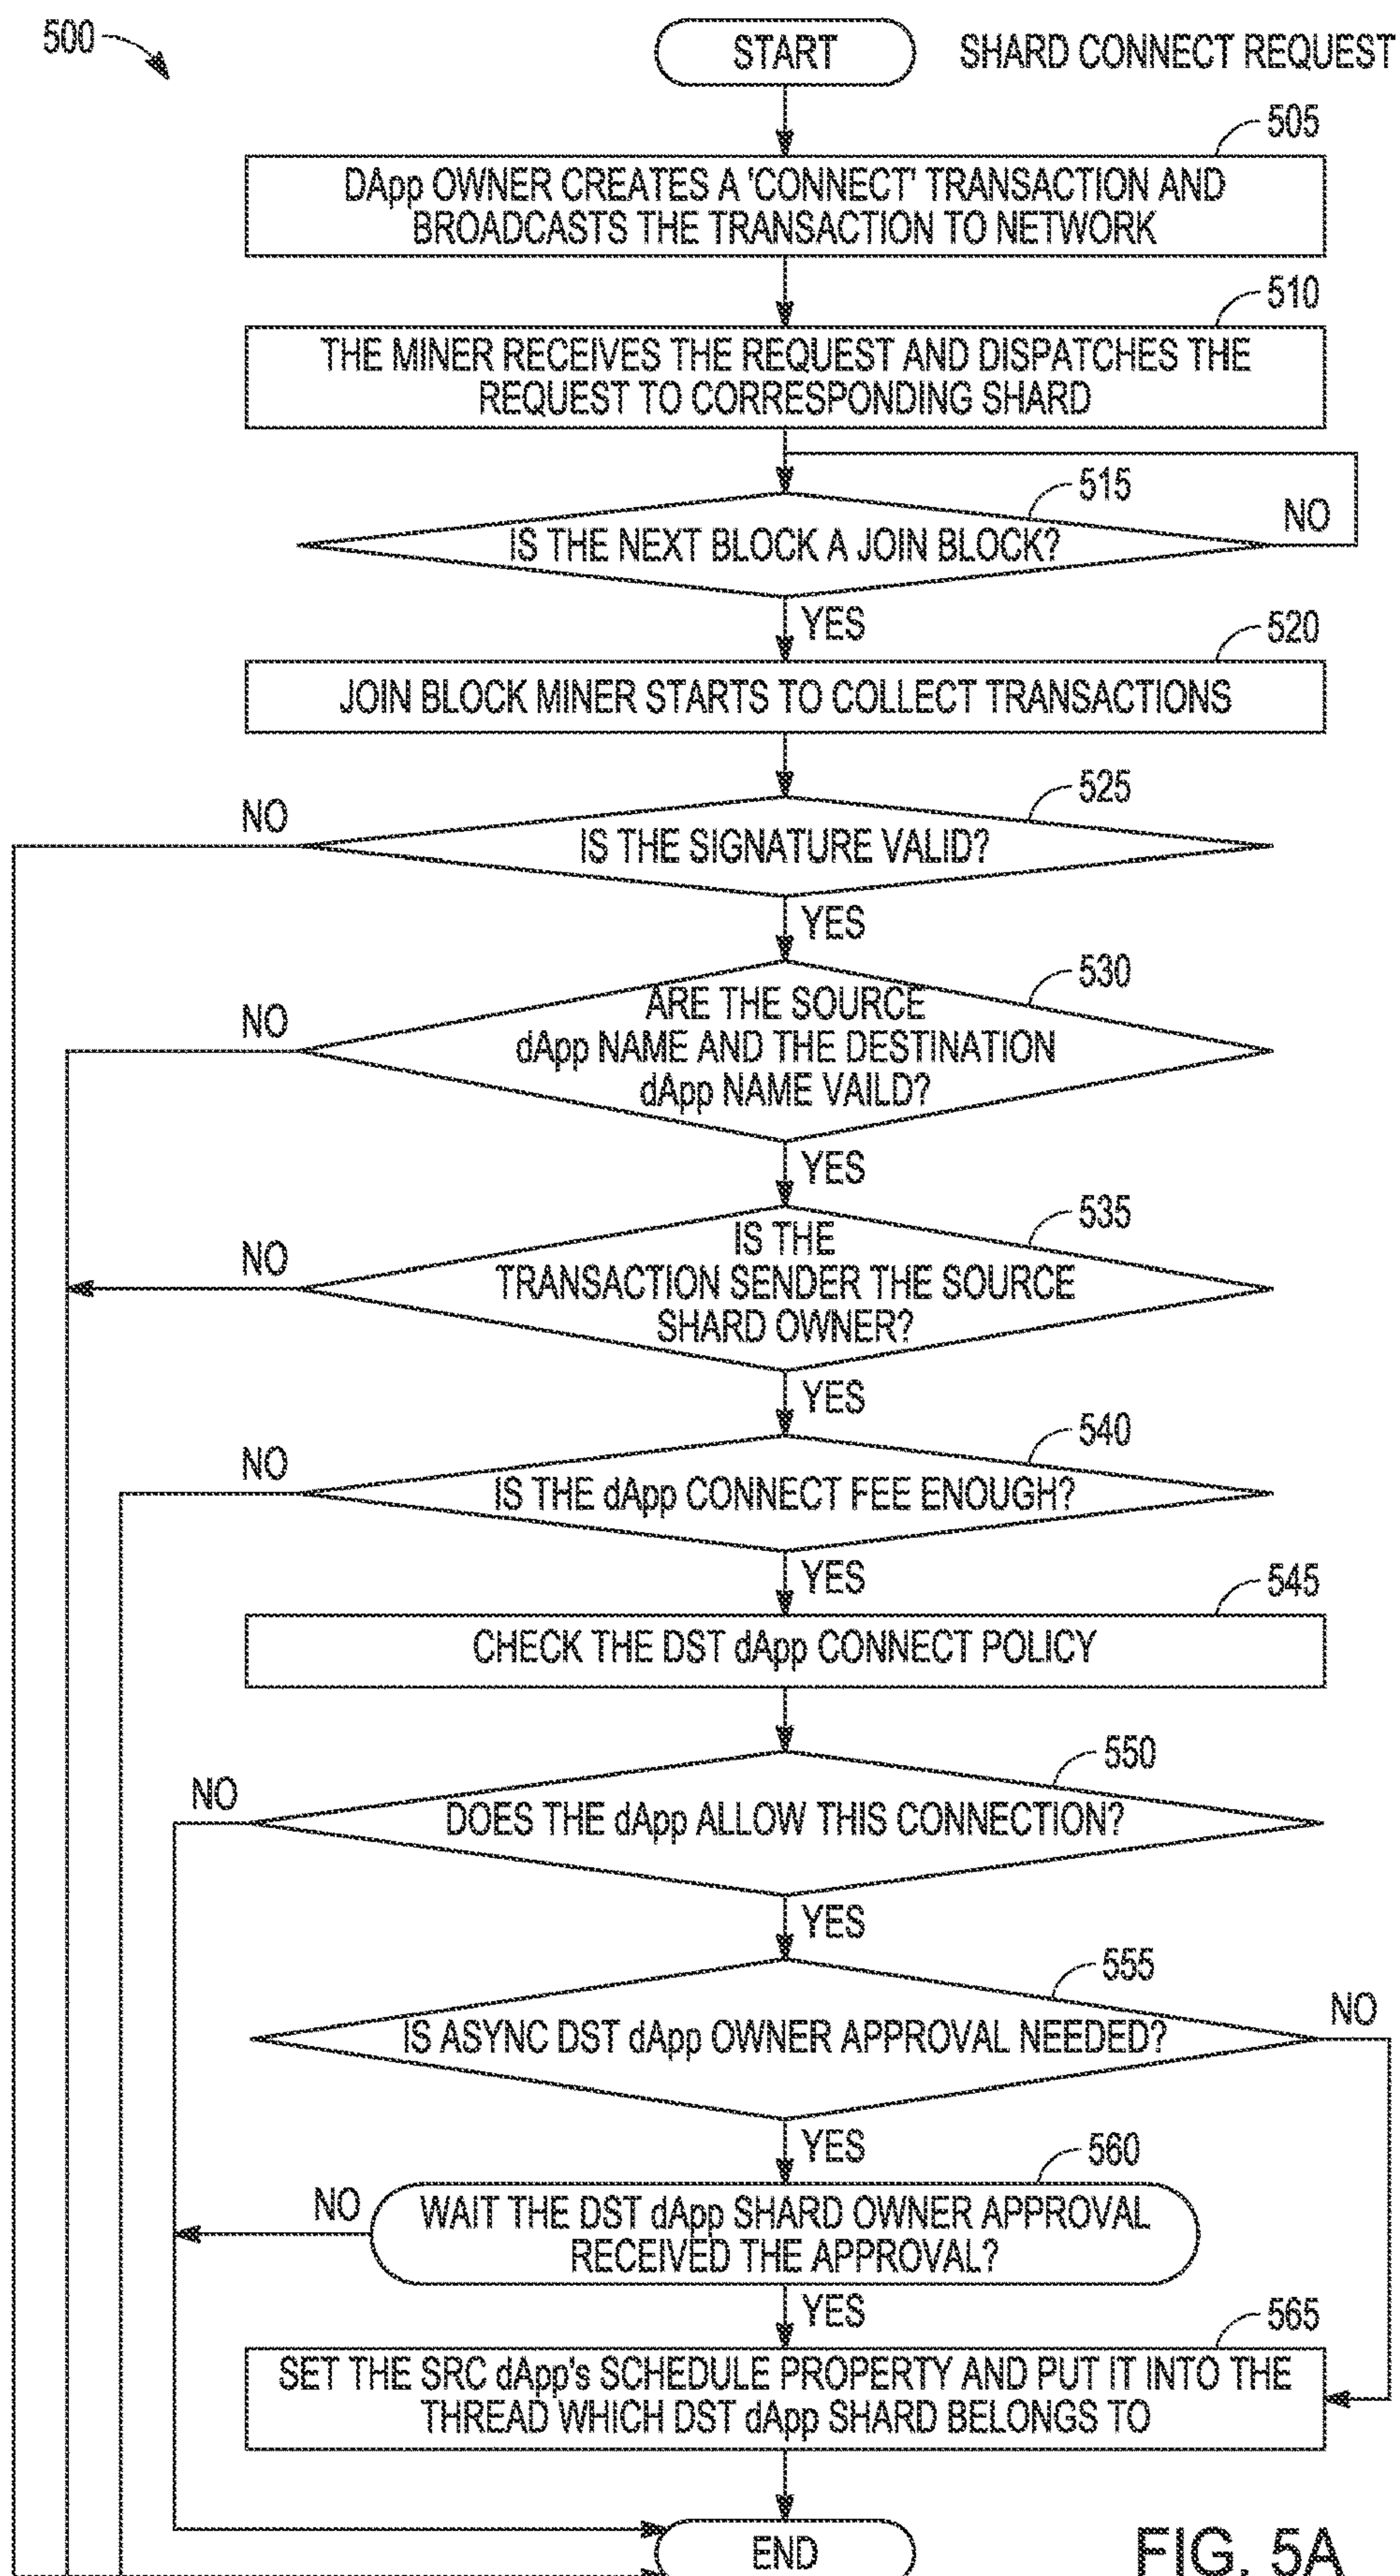 500
START
SHARD CONNECT REQUEST
505
DApp OWNER CREATES A 'CONNECT' TRANSACTION AND
BROADCASTS THE TRANSACTION TO NETWORK
510
THE MINER RECEIVES THE REQUEST AND DISPATCHES THE
REQUEST TO CORRESPONDING SHARD
515
IS THE NEXT BLOCK A JOIN BLOCK?
NO
YES
520
JOIN BLOCK MINER STARTS TO COLLECT TRANSACTIONS
525
NO
IS THE SIGNATURE VALID?
YES
530
NO
ARE THE SOURCE
dApp NAME AND THE DESTINATION
dApp NAME VAILD?
YES
535
NO
IS THE
TRANSACTION SENDER THE SOURCE
SHARD OWNER?
YES
540
NO
IS THE dApp CONNECT FEE ENOUGH?
YES
545
CHECK THE DST dApp CONNECT POLICY
550
NO
DOES THE dApp ALLOW THIS CONNECTION?
YES
555
NO
IS ASYNC DST dApp OWNER APPROVAL NEEDED?
YES
560
NO
WAIT THE DST dApp SHARD OWNER APPROVAL
RECEIVED THE APPROVAL?
YES
565
SET THE SRC dApp's SCHEDULE PROPERTY AND PUT IT INTO THE
THREAD WHICH DST dApp SHARD BELONGS TO
END
FIG. 5A